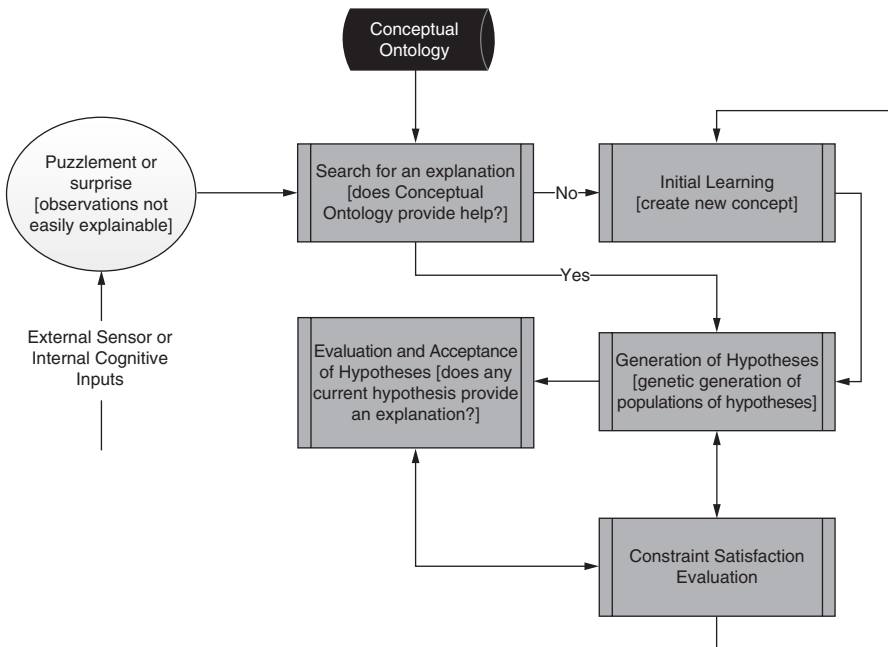 Conceptual
Ontology
Puzzlement or
surprise
[observations not
easily explainable]
Search for an explanation
[does Conceptual
Ontology provide help?]
No
Initial Learning
[create new concept]
Yes
External Sensor or
Internal Cognitive
Inputs
Evaluation and Acceptance
of Hypotheses [does any
current hypothesis provide
an explanation?]
Generation of Hypotheses
[genetic generation of
populations of hypotheses]
Constraint Satisfaction
Evaluation